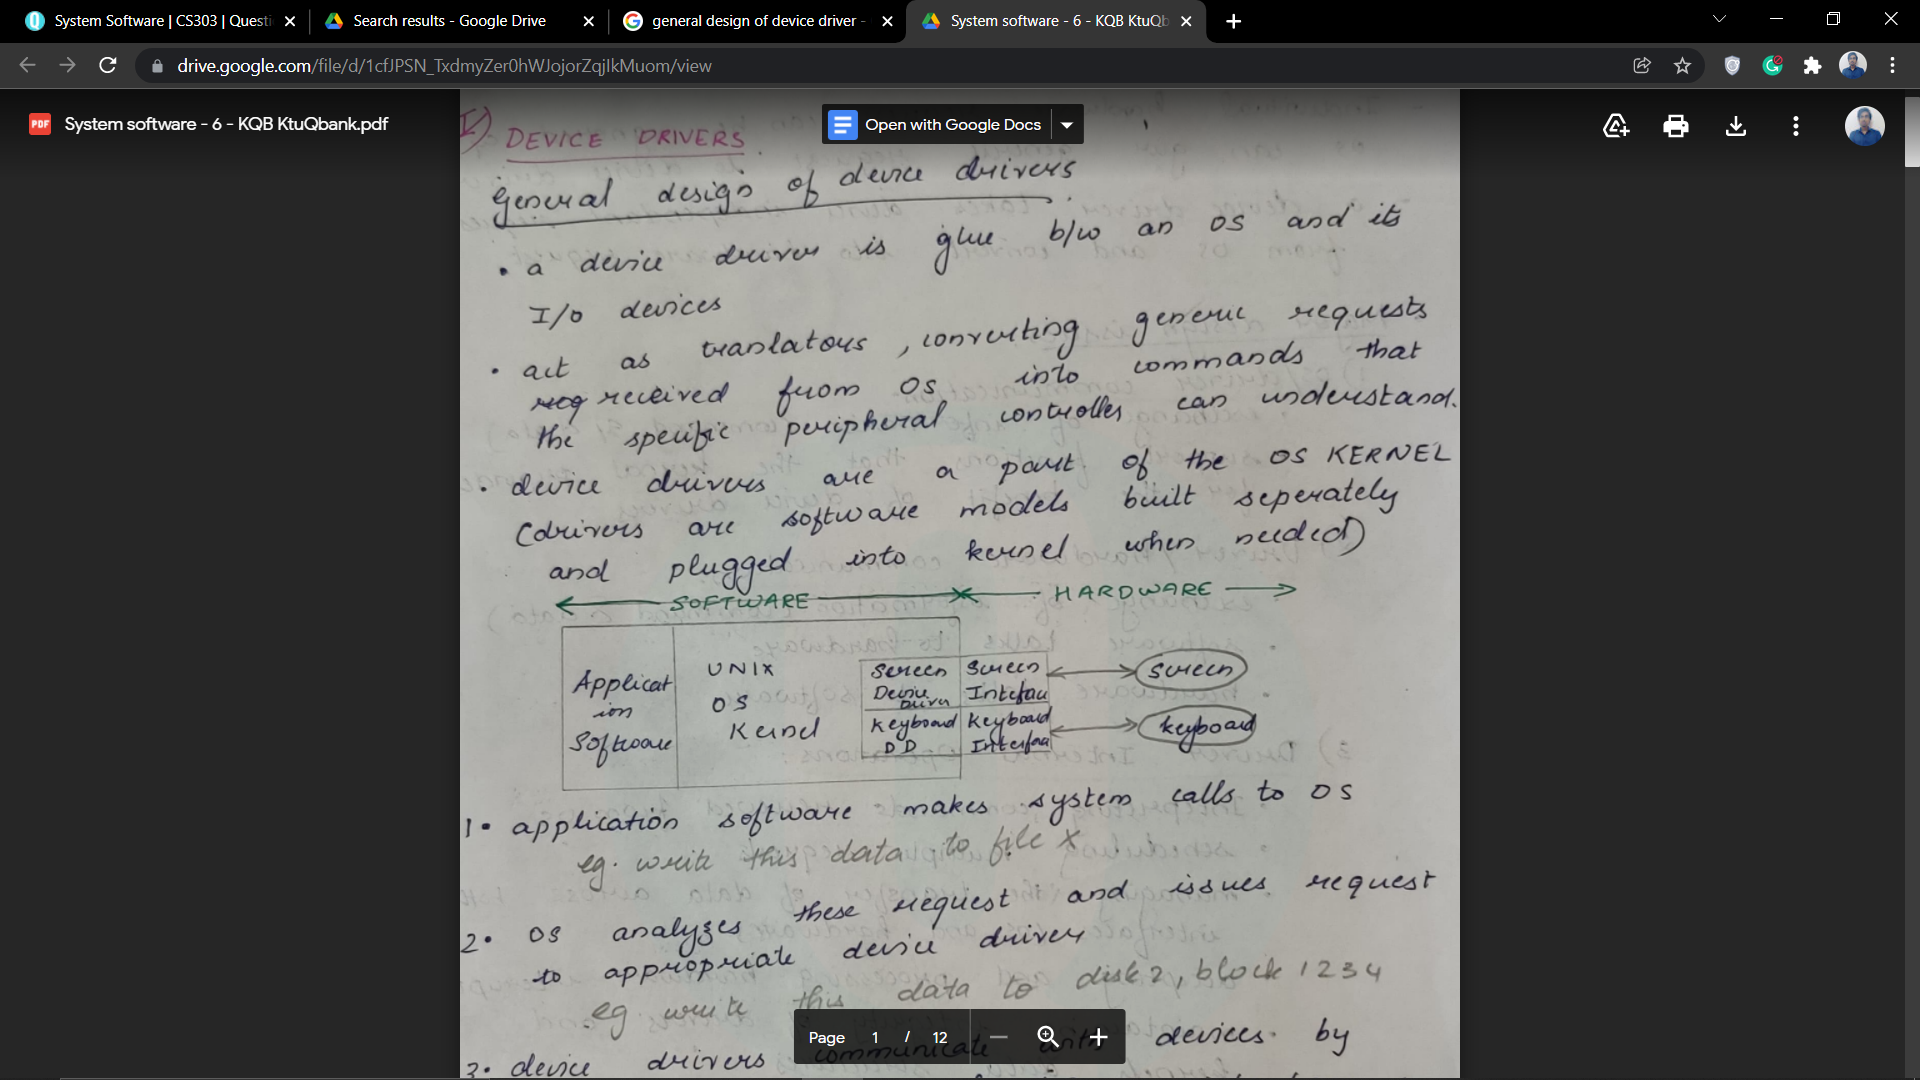 System Software | CS303 | Questi
Search results - Google Drive
general design of device driver -
System software - 6 - KQB KtuQb
drive.google.com/file/d/1cfJPSN_TxdmyZer0hWJojorZqjIkMuom/view
PDF System software - 6 - KQB KtuQbank.pdf
Open with Google Docs
I) DEVICE DRIVERS
general design of device drivers
• a device driver is glue b/w an OS and its
I/O devices
• act as translators, converting generic requests
received from OS into commands that
the specific peripheral controller can understand.
• device drivers are a part of the OS KERNEL
(drivers are software models built seperately
and plugged into kernel when needed)
SOFTWARE HARDWARE
Applicat
ion
Software
UNIX
OS
Kernel
Screen
Device
Driver
Screen
Interface
screen
Keyboard
DD
Keyboard
Interface
keyboard
1. application software makes system calls to OS
eg. write this data to file X
2. OS analyzes these request and issues request
to appropriate device driver
eg write this data to disk 2, block 1234
3. device drivers communicate with devices by
Page 1 / 12